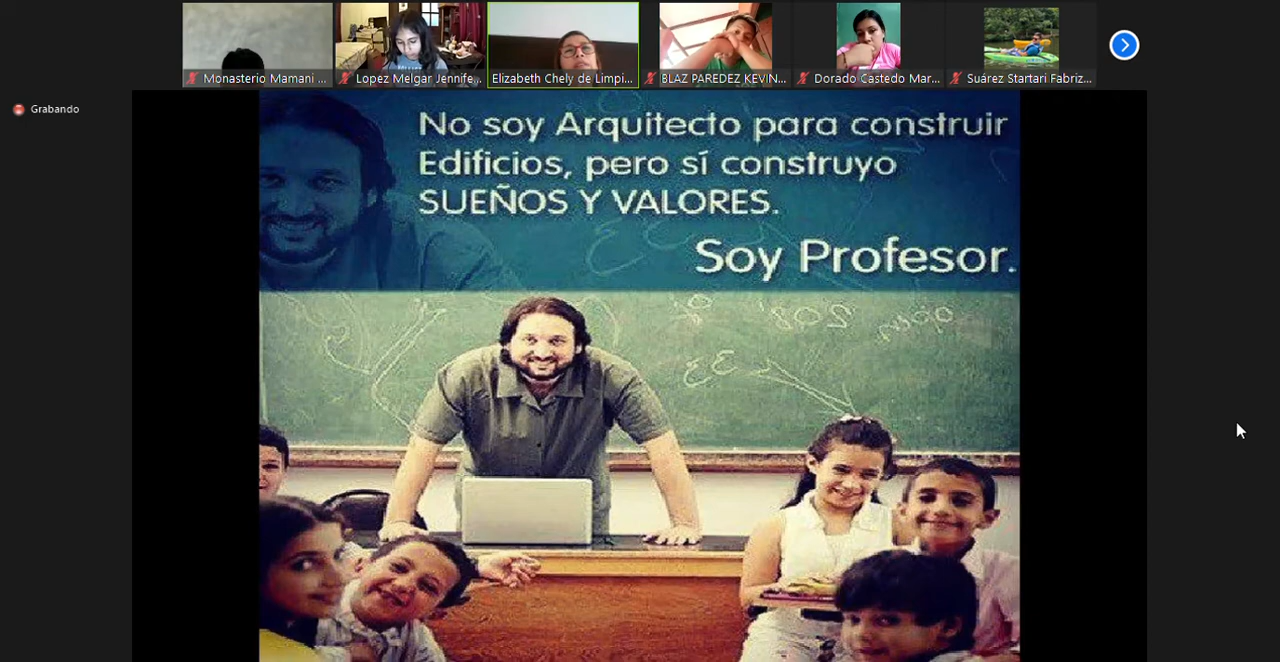 Monasterio Mamani ...
Lopez Melgar Jennife...
Elizabeth Chely de Limpi...
BLAZ PAREDEZ KEVIN...
Dorado Castedo Mar...
Suárez Startari Fabriz...
Grabando
No soy Arquitecto para construir
Edificios, pero sí construyo
SUEÑOS Y VALORES.
Soy Profesor.